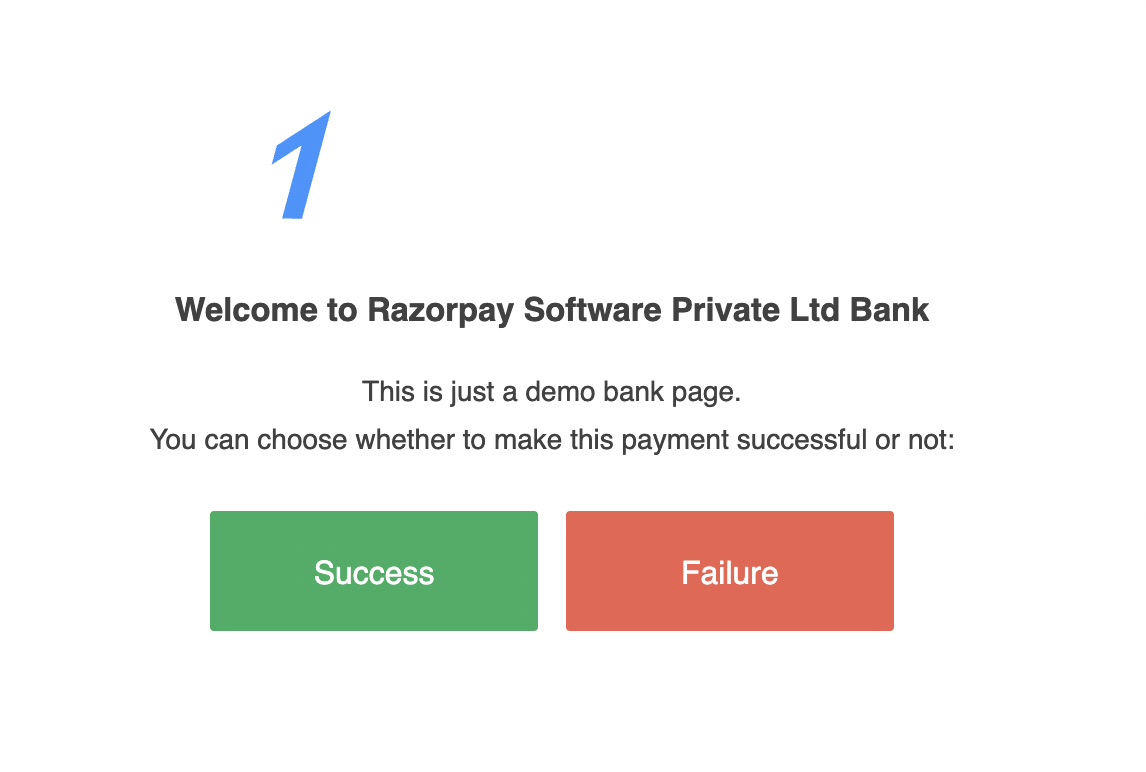 1
Welcome to Razorpay Software Private Ltd Bank
This is just a demo bank page.
You can choose whether to make this payment successful or not:
Success
Failure